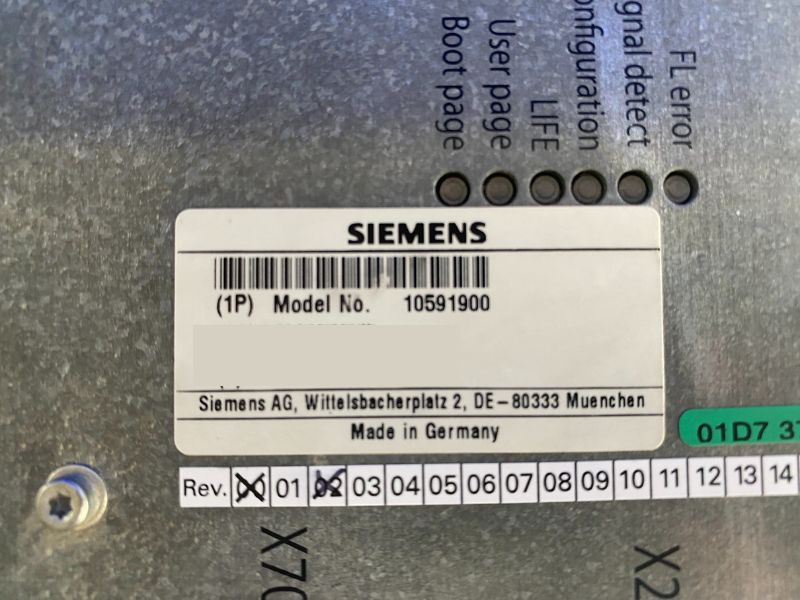 Boot page
User page
LIFE
onfiguration
gnal detect
FL error
SIEMENS
(1P) Model No. 10591900
Siemens AG, Wittelsbacherplatz 2, DE-80333 Muenchen
Made in Germany
01D7 37
Rev. 00 01 02 03 04 05 06 07 08 09 10 11 12 13 14
X70
X2